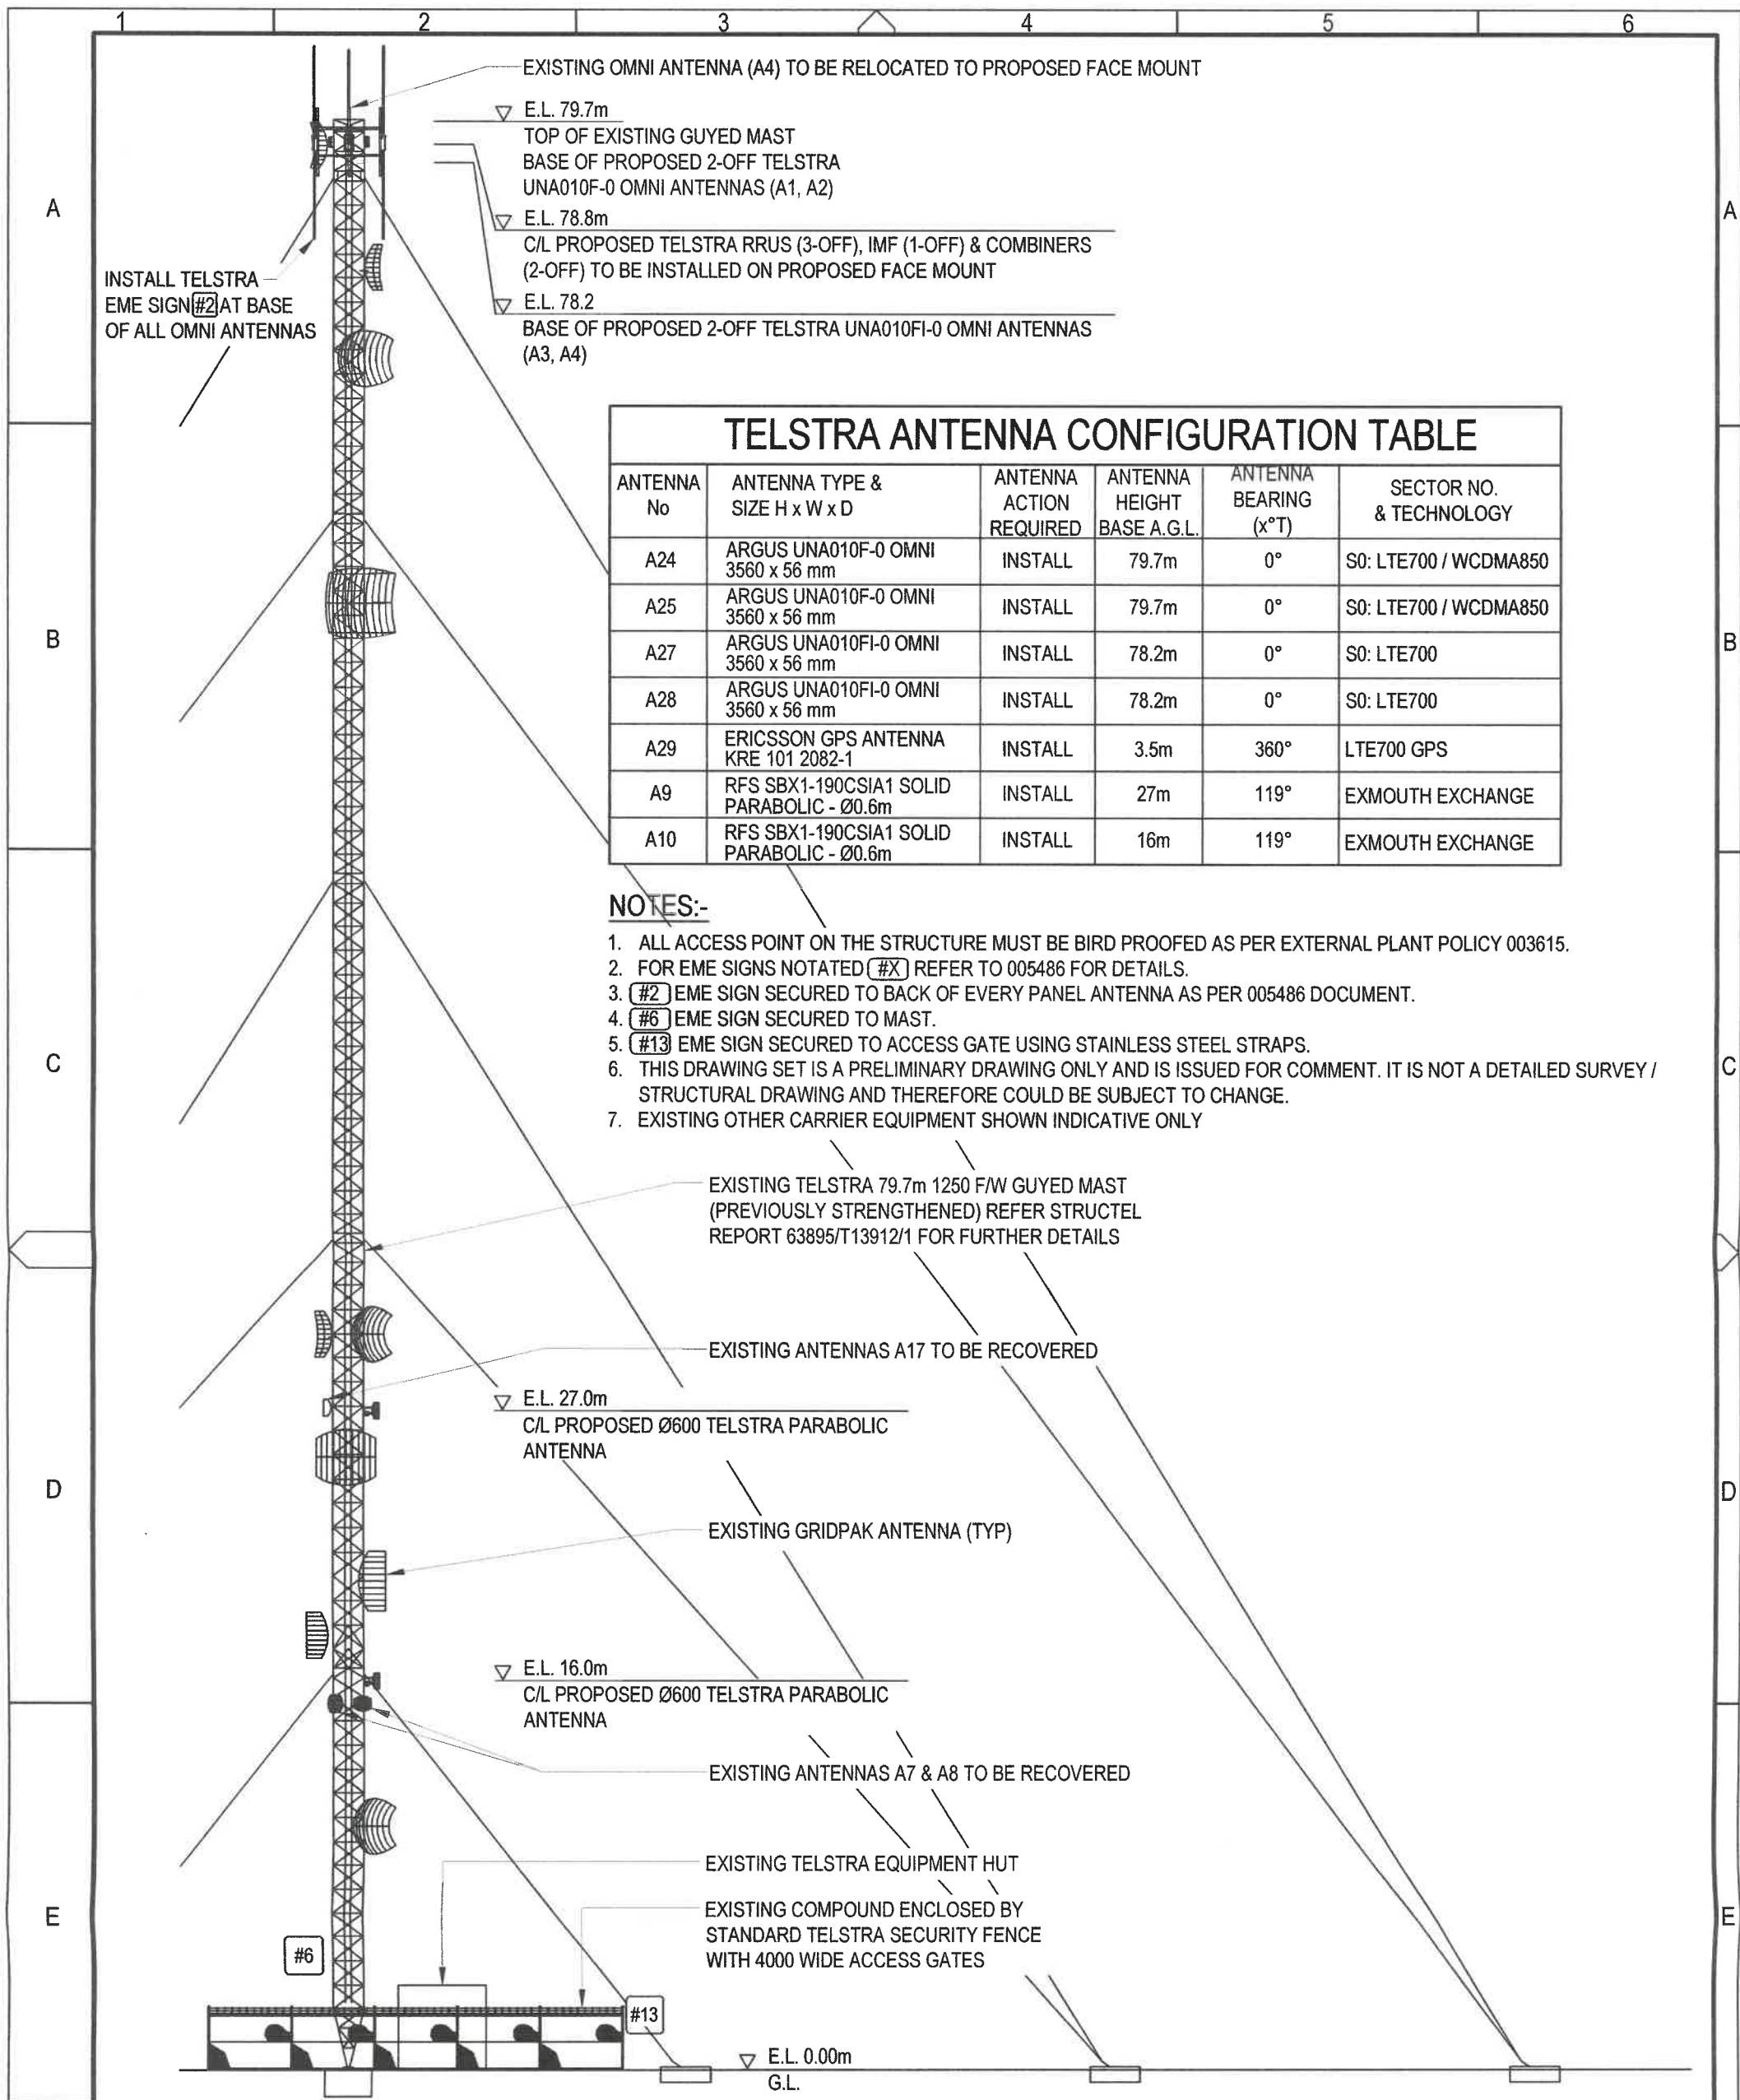 1 2 3 4 5 6
EXISTING OMNI ANTENNA (A4) TO BE RELOCATED TO PROPOSED FACE MOUNT
E.L. 79.7m
TOP OF EXISTING GUYED MAST
BASE OF PROPOSED 2-OFF TELSTRA
UNA010F-0 OMNI ANTENNAS (A1, A2)
A A
E.L. 78.8m
C/L PROPOSED TELSTRA RRUS (3-OFF), IMF (1-OFF) & COMBINERS
(2-OFF) TO BE INSTALLED ON PROPOSED FACE MOUNT
INSTALL TELSTRA
EME SIGN #2 AT BASE
OF ALL OMNI ANTENNAS
E.L. 78.2
BASE OF PROPOSED 2-OFF TELSTRA UNA010FI-0 OMNI ANTENNAS
(A3, A4)
TELSTRA ANTENNA CONFIGURATION TABLE
ANTENNA
No
ANTENNA TYPE &
SIZE H x W x D
ANTENNA
ACTION
REQUIRED
ANTENNA
HEIGHT
BASE A.G.L.
ANTENNA
BEARING
(x°T)
SECTOR NO.
& TECHNOLOGY
A24
ARGUS UNA010F-0 OMNI
3560 x 56 mm
INSTALL
79.7m
0°
S0: LTE700 / WCDMA850
A25
ARGUS UNA010F-0 OMNI
3560 x 56 mm
INSTALL
79.7m
0°
S0: LTE700 / WCDMA850
B B
A27
ARGUS UNA010FI-0 OMNI
3560 x 56 mm
INSTALL
78.2m
0°
S0: LTE700
A28
ARGUS UNA010FI-0 OMNI
3560 x 56 mm
INSTALL
78.2m
0°
S0: LTE700
A29
ERICSSON GPS ANTENNA
KRE 101 2082-1
INSTALL
3.5m
360°
LTE700 GPS
A9
RFS SBX1-190CSIA1 SOLID
PARABOLIC - Ø0.6m
INSTALL
27m
119°
EXMOUTH EXCHANGE
A10
RFS SBX1-190CSIA1 SOLID
PARABOLIC - Ø0.6m
INSTALL
16m
119°
EXMOUTH EXCHANGE
NOTES:-
1. ALL ACCESS POINT ON THE STRUCTURE MUST BE BIRD PROOFED AS PER EXTERNAL PLANT POLICY 003615.
2. FOR EME SIGNS NOTATED #X REFER TO 005486 FOR DETAILS.
3. #2 EME SIGN SECURED TO BACK OF EVERY PANEL ANTENNA AS PER 005486 DOCUMENT.
4. #6 EME SIGN SECURED TO MAST.
5. #13 EME SIGN SECURED TO ACCESS GATE USING STAINLESS STEEL STRAPS.
6. THIS DRAWING SET IS A PRELIMINARY DRAWING ONLY AND IS ISSUED FOR COMMENT. IT IS NOT A DETAILED SURVEY /
STRUCTURAL DRAWING AND THEREFORE COULD BE SUBJECT TO CHANGE.
7. EXISTING OTHER CARRIER EQUIPMENT SHOWN INDICATIVE ONLY
C C
EXISTING TELSTRA 79.7m 1250 F/W GUYED MAST
(PREVIOUSLY STRENGTHENED) REFER STRUCTEL
REPORT 63895/T13912/1 FOR FURTHER DETAILS
EXISTING ANTENNAS A17 TO BE RECOVERED
E.L. 27.0m
C/L PROPOSED Ø600 TELSTRA PARABOLIC
ANTENNA
D D
EXISTING GRIDPAK ANTENNA (TYP)
E.L. 16.0m
C/L PROPOSED Ø600 TELSTRA PARABOLIC
ANTENNA
EXISTING ANTENNAS A7 & A8 TO BE RECOVERED
EXISTING TELSTRA EQUIPMENT HUT
EXISTING COMPOUND ENCLOSED BY
STANDARD TELSTRA SECURITY FENCE
WITH 4000 WIDE ACCESS GATES
E E
#6
#13
E.L. 0.00m
G.L.